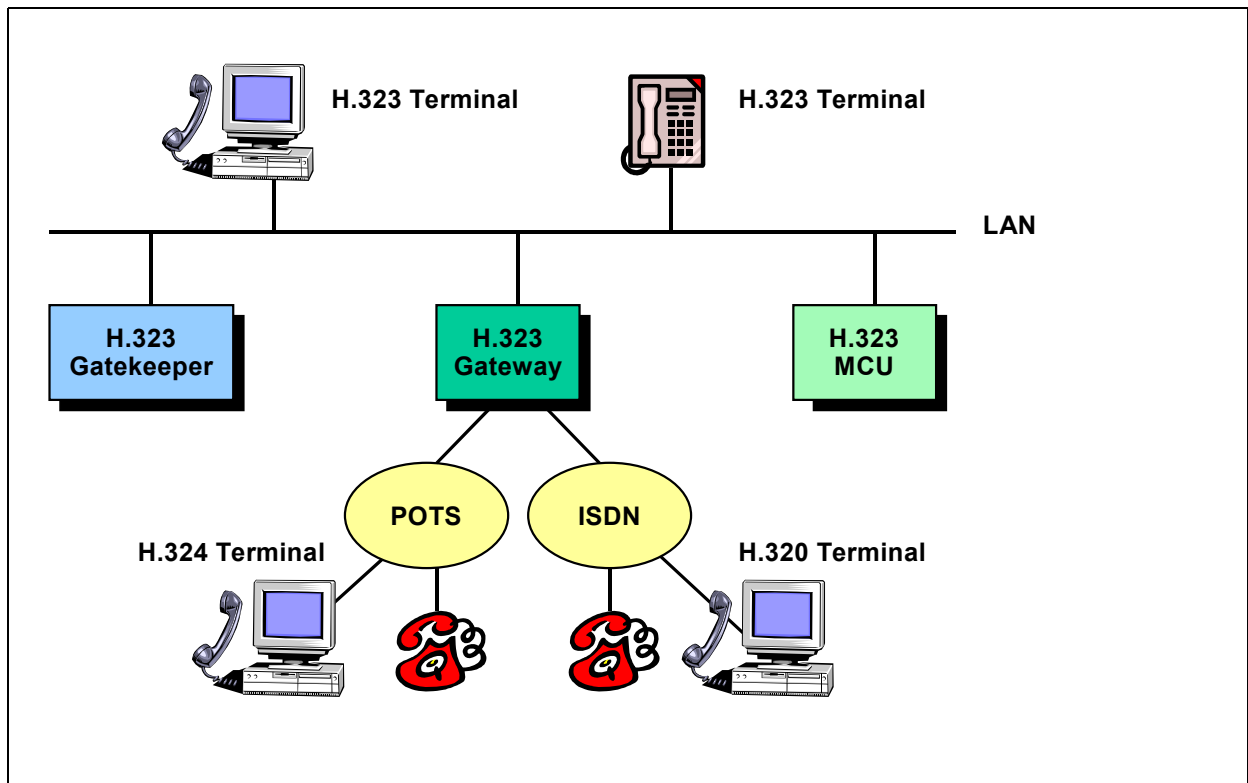 H.323 Terminal
H.323 Terminal
LAN
H.323
Gatekeeper
H.323
Gateway
H.323
MCU
POTS
ISDN
H.324 Terminal
H.320 Terminal